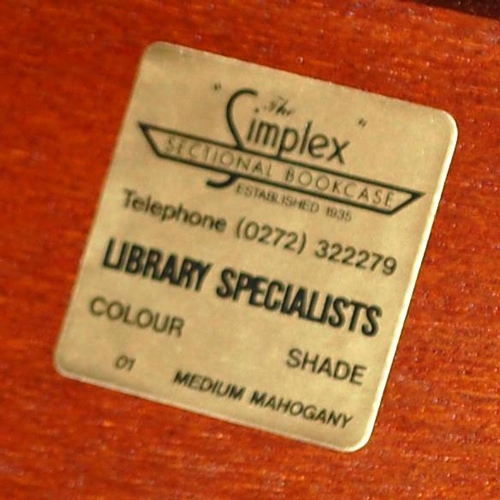 " The
Simplex "
SECTIONAL BOOKCASE
ESTABLISHED 1935
Telephone (0272) 322279
LIBRARY SPECIALISTS
COLOUR SHADE
01 MEDIUM MAHOGANY